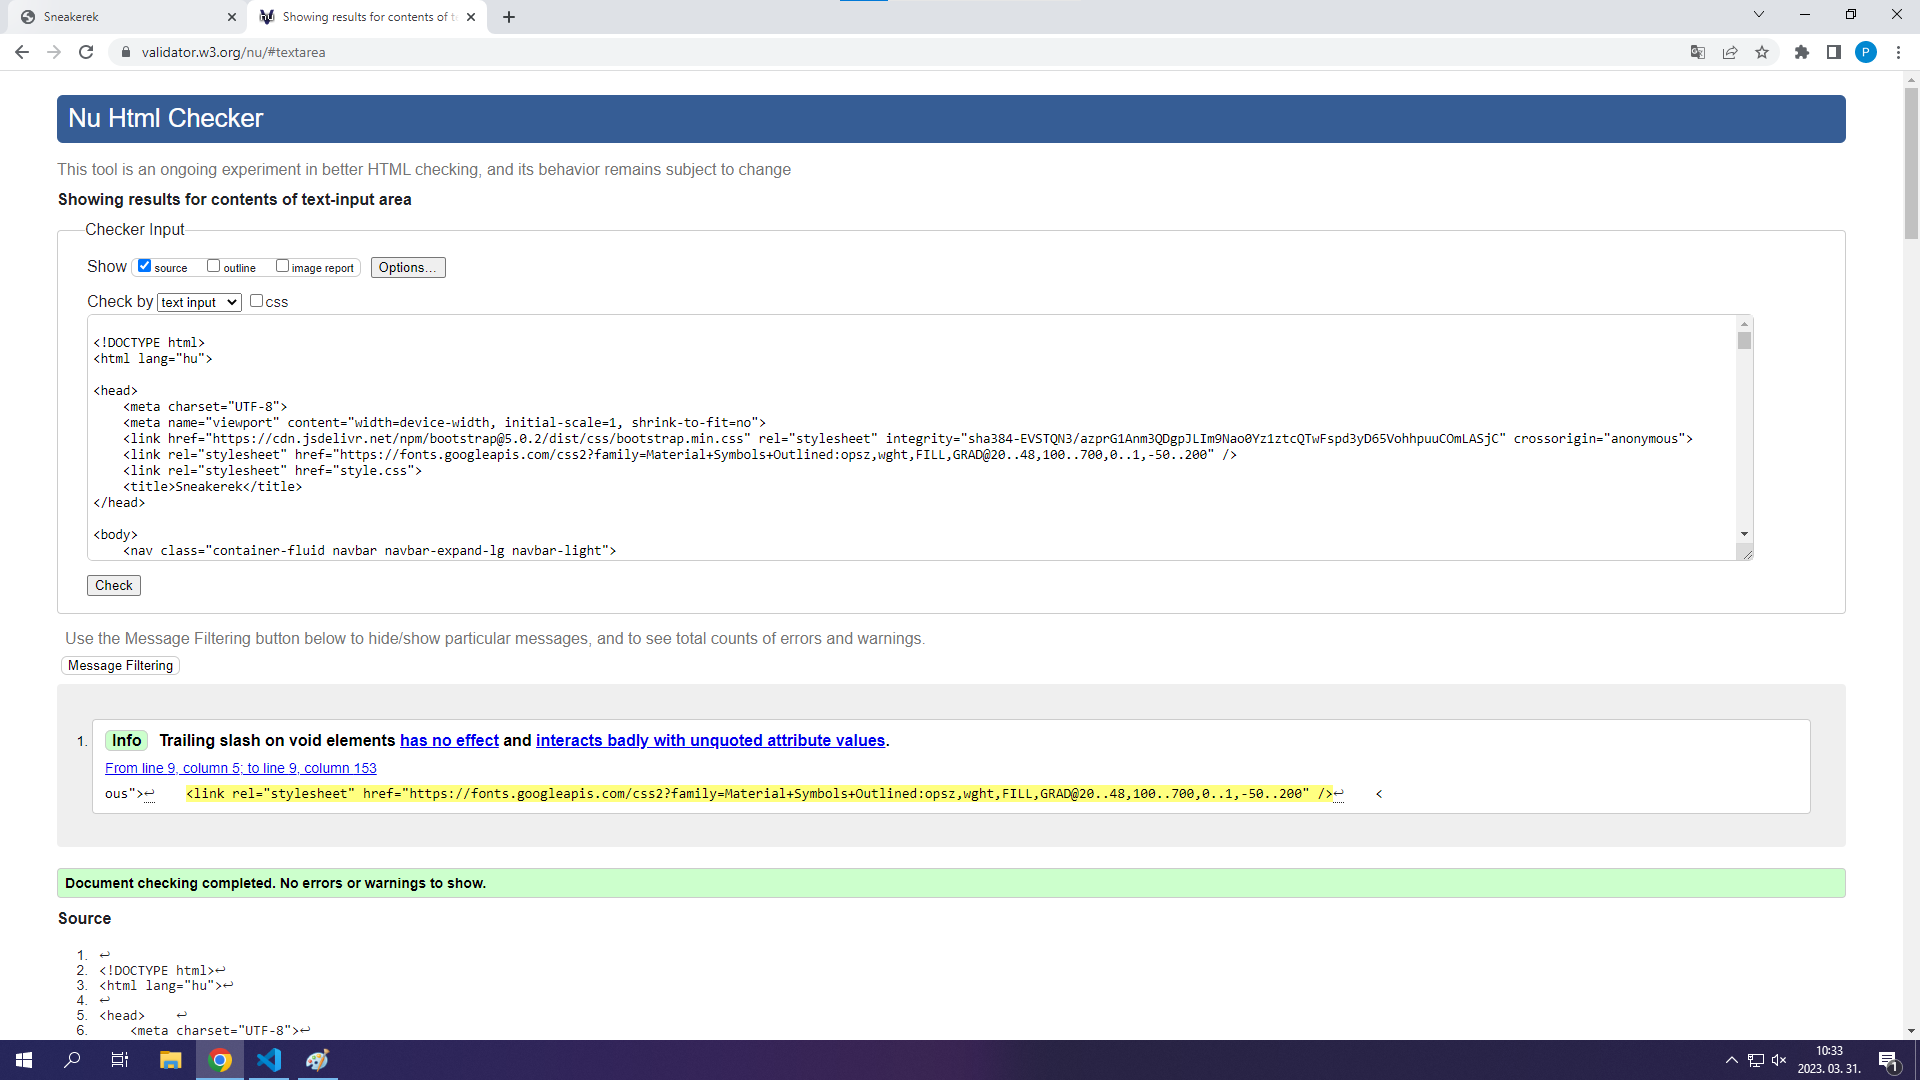 Sneakerek
Showing results for contents of te
validator.w3.org/nu/#textarea
P
Nu Html Checker
This tool is an ongoing experiment in better HTML checking, and its behavior remains subject to change
Showing results for contents of text-input area
Checker Input
Show source outline image report Options...
Check by text input css
<!DOCTYPE html>
<html lang="hu">
<head>
<meta charset="UTF-8">
<meta name="viewport" content="width=device-width, initial-scale=1, shrink-to-fit=no">
<link href="https://cdn.jsdelivr.net/npm/bootstrap@5.0.2/dist/css/bootstrap.min.css" rel="stylesheet" integrity="sha384-EVSTQN3/azprG1Anm3QDgpJLIm9Nao0Yz1ztcQTwFspd3yD65VohhpuuCOmLASjC" crossorigin="anonymous">
<link rel="stylesheet" href="https://fonts.googleapis.com/css2?family=Material+Symbols+Outlined:opsz,wght,FILL,GRAD@20..48,100..700,0..1,-50..200" />
<link rel="stylesheet" href="style.css">
<title>Sneakerek</title>
</head>
<body>
<nav class="container-fluid navbar navbar-expand-lg navbar-light">
Check
Use the Message Filtering button below to hide/show particular messages, and to see total counts of errors and warnings.
Message Filtering
1. Info Trailing slash on void elements has no effect and interacts badly with unquoted attribute values.
From line 9, column 5; to line 9, column 153
ous">↩ <link rel="stylesheet" href="https://fonts.googleapis.com/css2?family=Material+Symbols+Outlined:opsz,wght,FILL,GRAD@20..48,100..700,0..1,-50..200" />↩ <
Document checking completed. No errors or warnings to show.
Source
1. ↩
2. <!DOCTYPE html>↩
3. <html lang="hu">↩
4. ↩
5. <head> ↩
6. <meta charset="UTF-8">↩
10:33
2023. 03. 31.
1